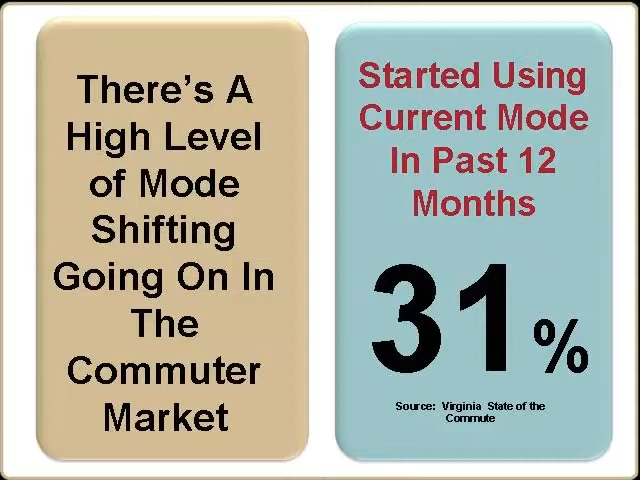 There’s A
High Level
of Mode
Shifting
Going On In
The
Commuter
Market
Started Using
Current Mode
In Past 12
Months
31%
Source: Virginia State of the
Commute